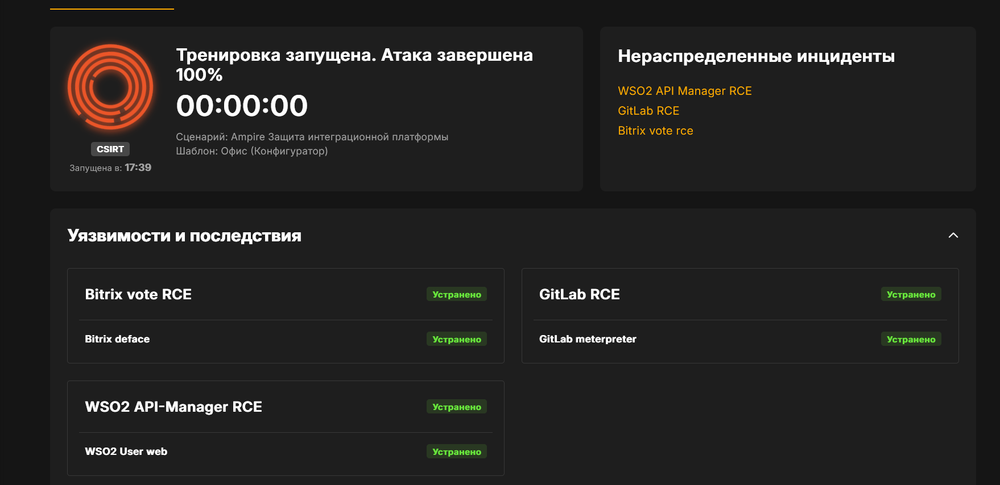 Тренировка запущена. Атака завершена
100%
00:00:00
Сценарий: Ampire Защита интеграционной платформы
Шаблон: Офис (Конфигуратор)
CSIRT
Запущена в: 17:39
Нераспределенные инциденты
WSO2 API Manager RCE
GitLab RCE
Bitrix vote rce
Уязвимости и последствия
Bitrix vote RCE Устранено
Bitrix deface Устранено
GitLab RCE Устранено
GitLab meterpreter Устранено
WSO2 API-Manager RCE Устранено
WSO2 User web Устранено